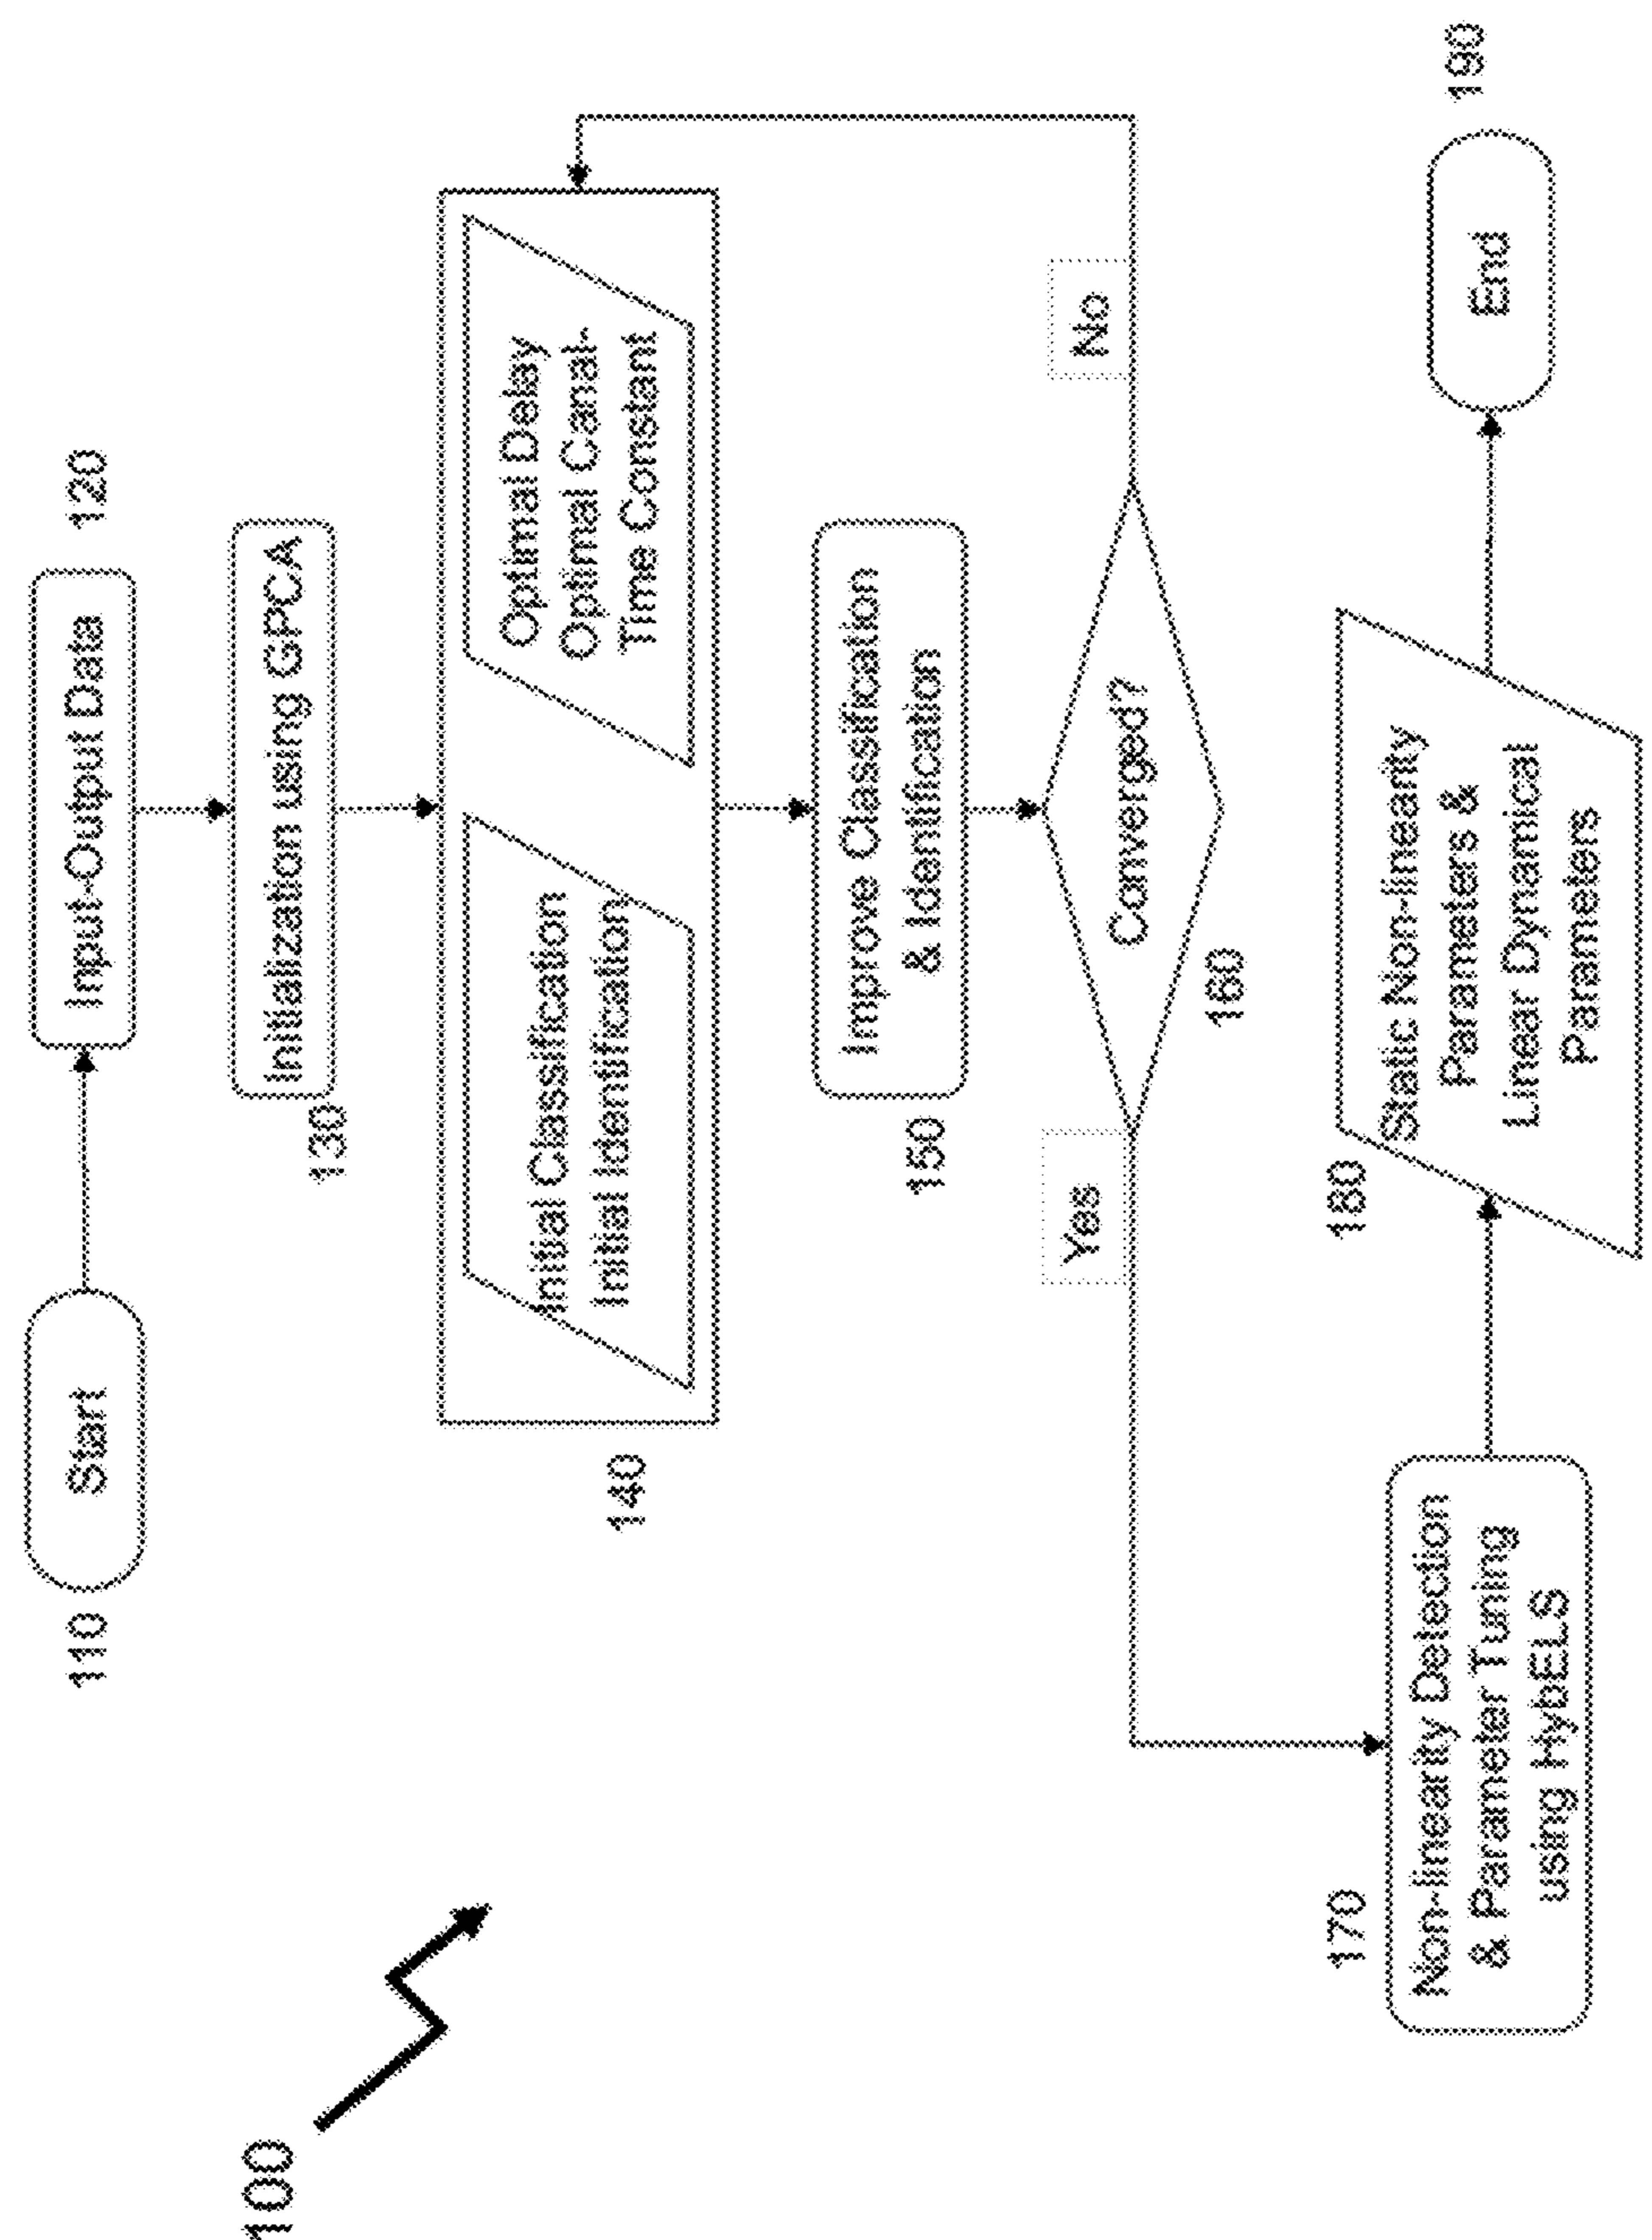 100
110
Start
Input-Output Data
120
130
Initialization using GPCA
140
Initial Classification
Initial Identification
Optimal Delay
Optimal Canal-
Time Constant
150
Improve Classification
& Identification
Converged?
160
Yes
No
170
Non-linearity Detection
& Parameter Tuning
using HybELS
180
Static Non-linearity
Parameters &
Linear Dynamical
Parameters
End
190